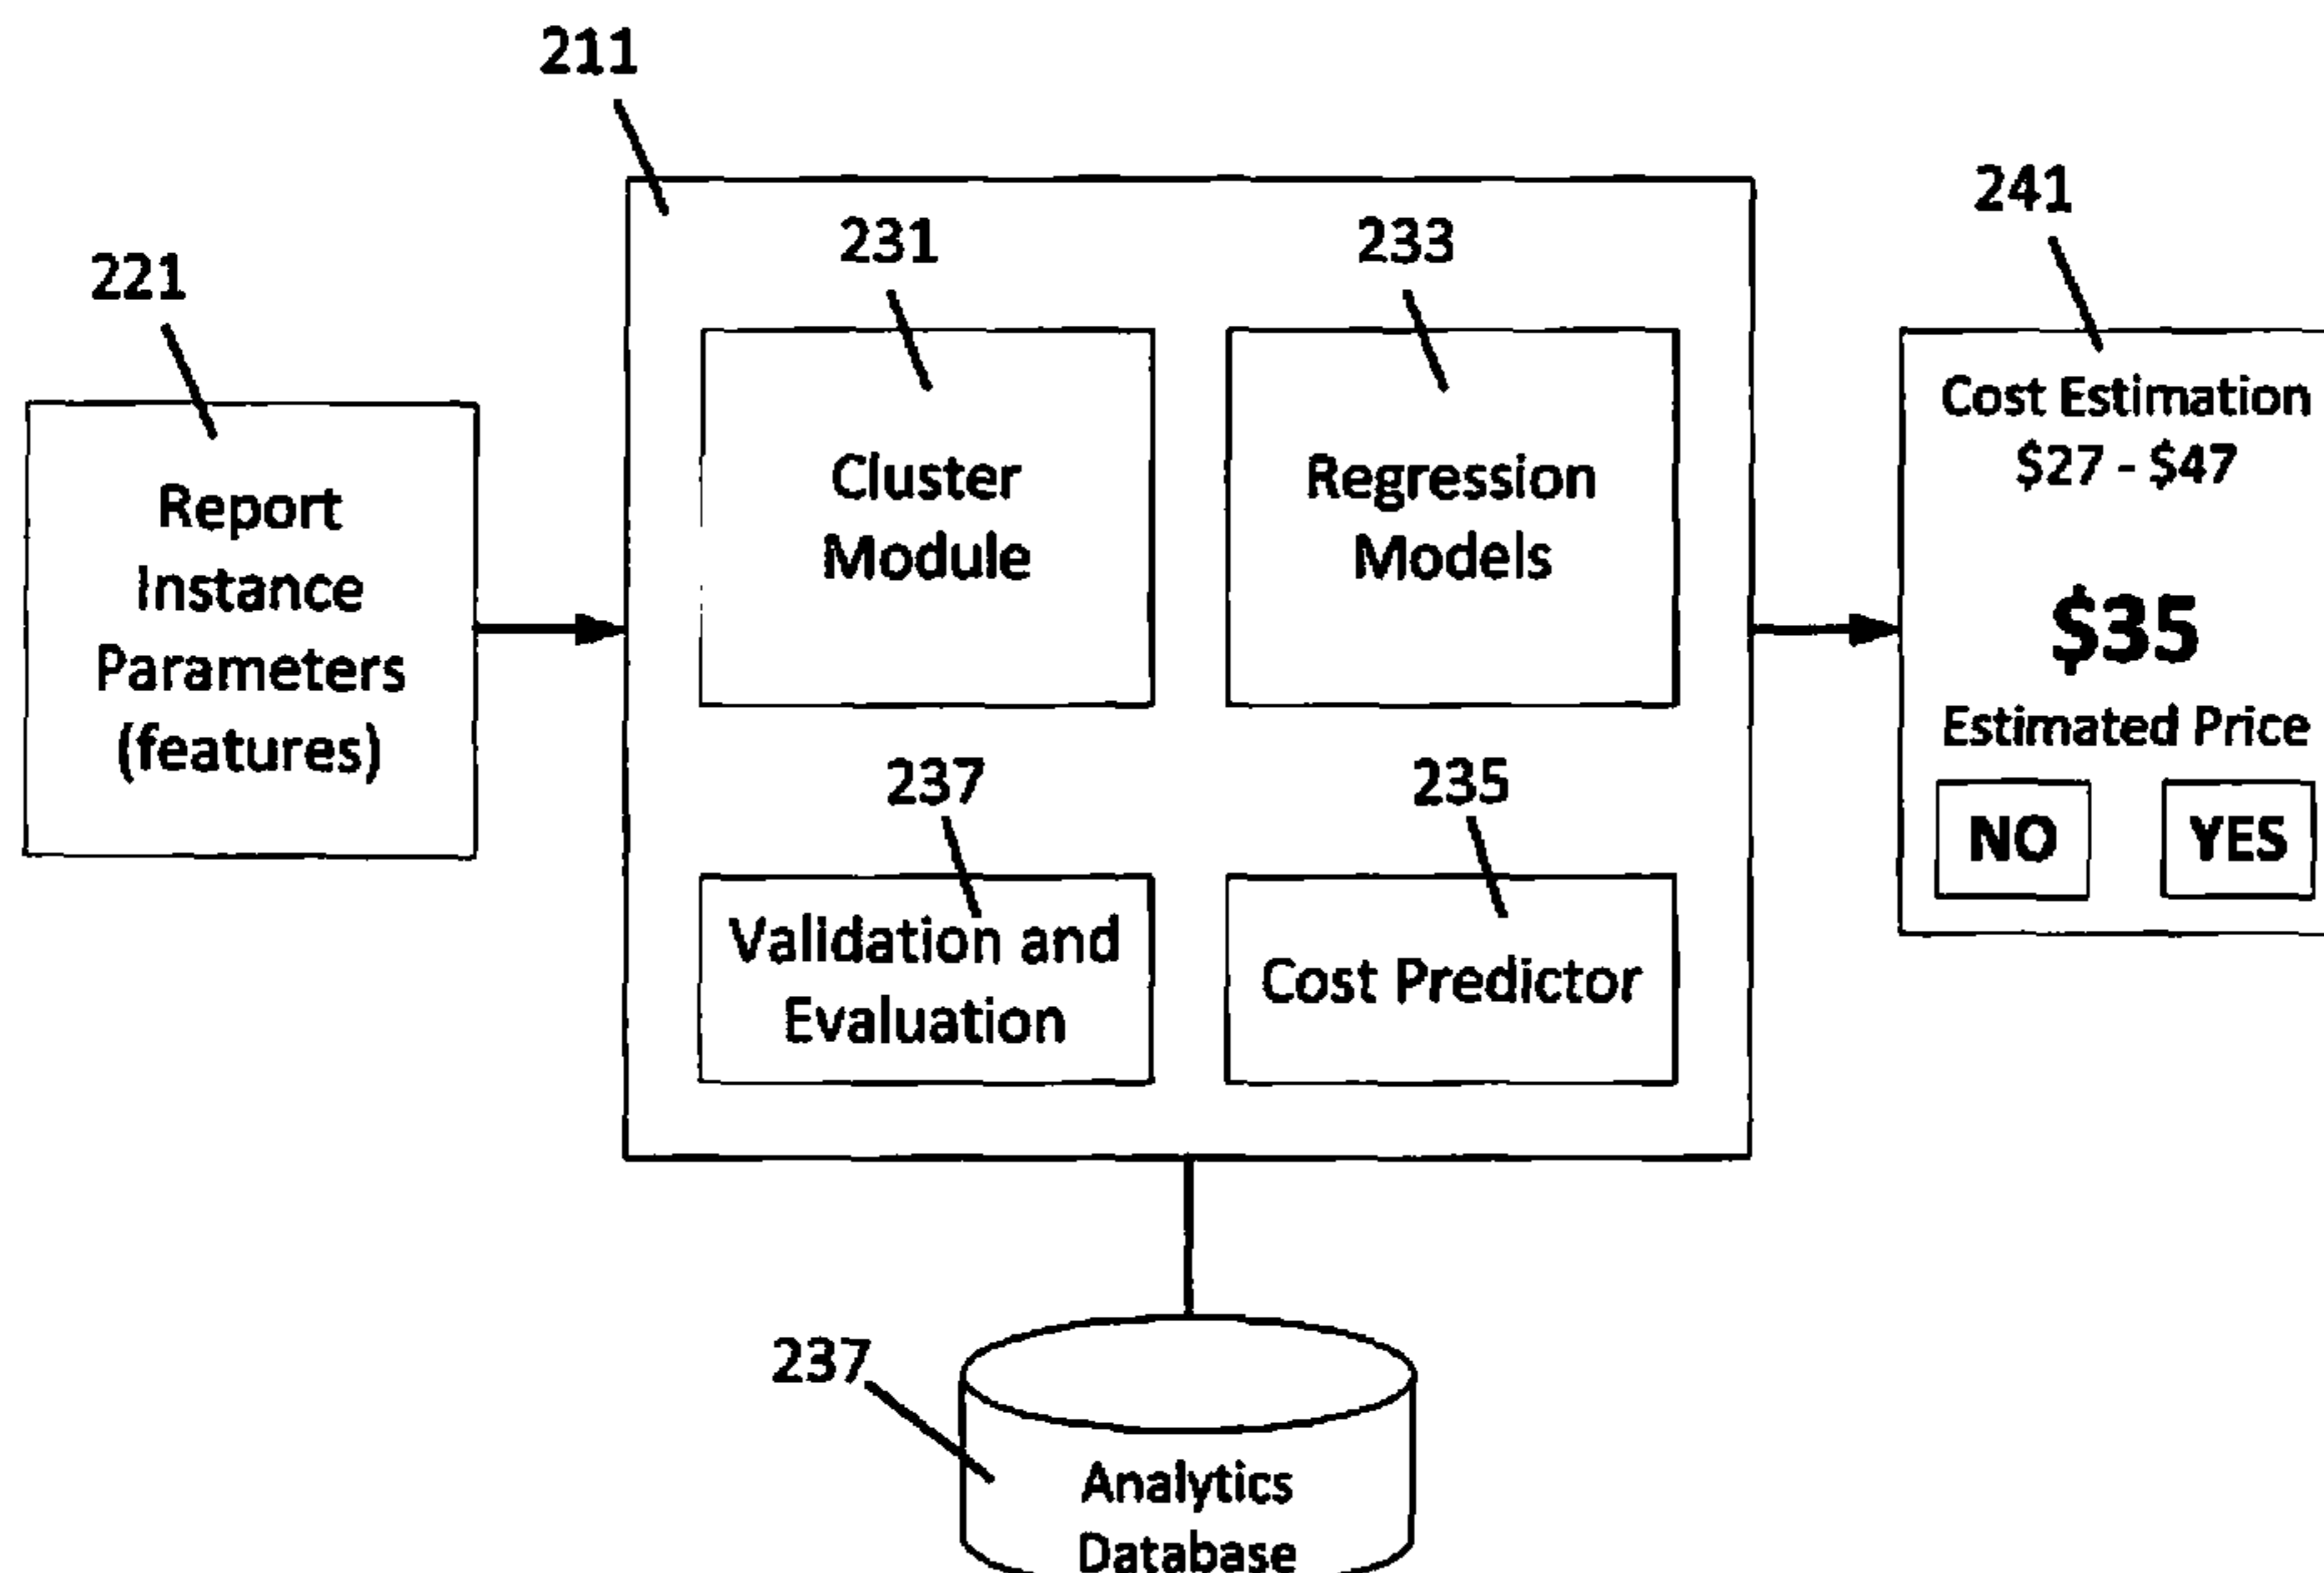 211
221
Report
Instance
Parameters
(features)
231
Cluster
Module
233
Regression
Models
237
Validation and
Evaluation
235
Cost Predictor
241
Cost Estimation
$27 - $47
$35
Estimated Price
NO
YES
237
Analytics
Database